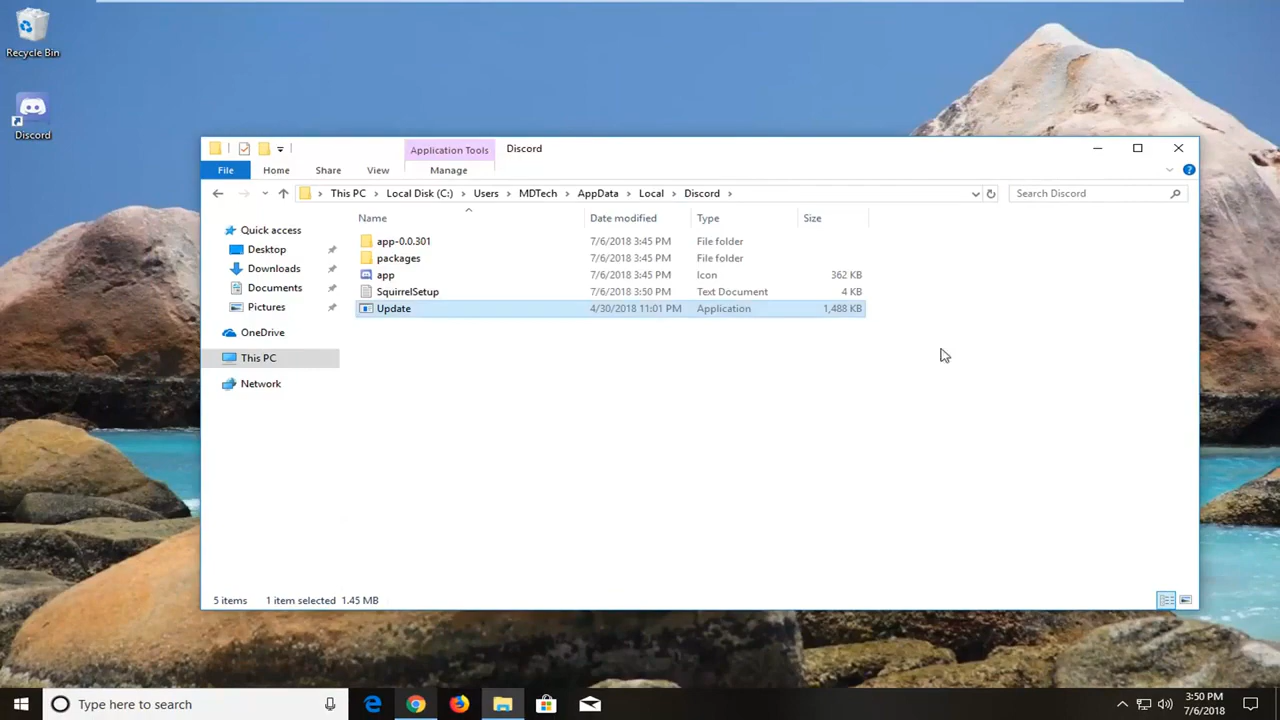 Recycle Bin
Discord
Application Tools
Discord
File
Home
Share
View
Manage
This PC
Local Disk (C:)
Users
MDTech
AppData
Local
Discord
Search Discord
Name
Date modified
Type
Size
Quick access
Desktop
Downloads
Documents
Pictures
OneDrive
This PC
Network
app-0.0.301 7/6/2018 3:45 PM File folder
packages 7/6/2018 3:45 PM File folder
app 7/6/2018 3:45 PM Icon 362 KB
SquirrelSetup 7/6/2018 3:50 PM Text Document 4 KB
Update 4/30/2018 11:01 PM Application 1,488 KB
5 items 1 item selected 1.45 MB
Type here to search
3:50 PM
7/6/2018